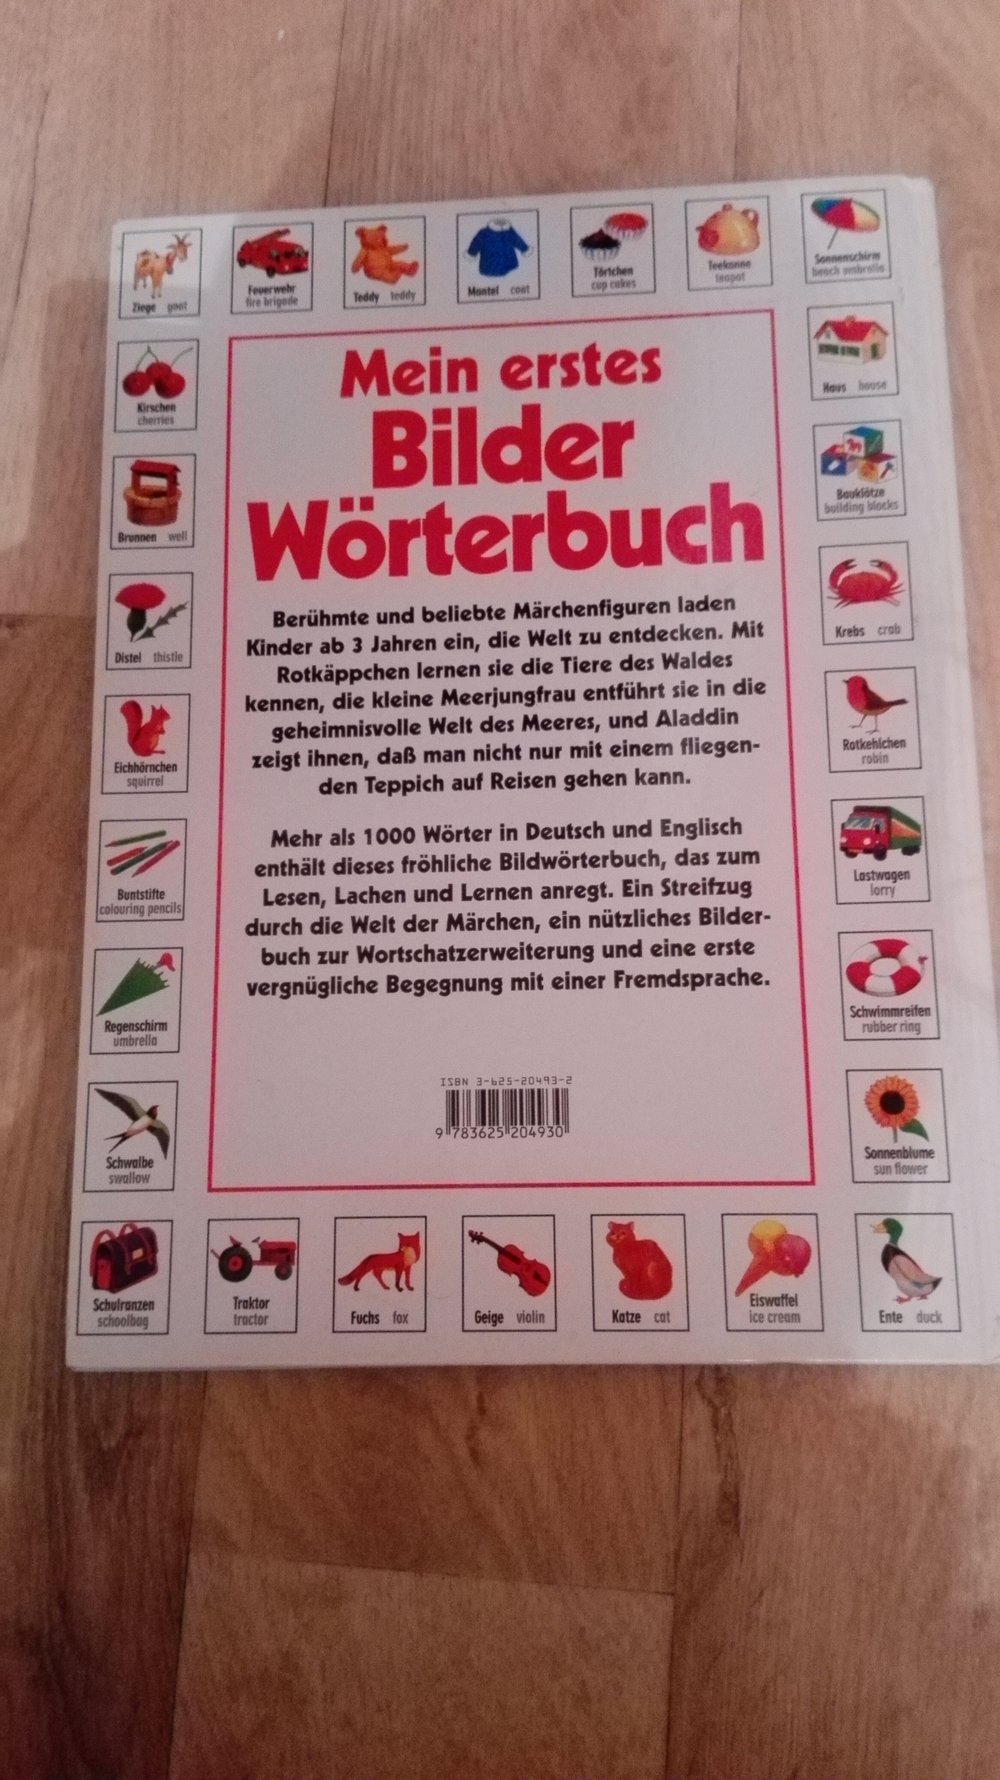 Ziege goat
Feuerwehr
fire brigade
Teddy teddy
Mantel coat
Törtchen
cup cakes
Teekanne
teapot
Sonnenschirm
beach umbrella
Kirschen
cherries
Brunnen well
Distel thistle
Eichhörnchen
squirrel
Buntstifte
colouring pencils
Regenschirm
umbrella
Schwalbe
swallow
Mein erstes
Bilder
Wörterbuch
Berühmte und beliebte Märchenfiguren laden
Kinder ab 3 Jahren ein, die Welt zu entdecken. Mit
Rotkäppchen lernen sie die Tiere des Waldes
kennen, die kleine Meerjungfrau entführt sie in die
geheimnisvolle Welt des Meeres, und Aladdin
zeigt ihnen, daß man nicht nur mit einem fliegen-
den Teppich auf Reisen gehen kann.
Mehr als 1000 Wörter in Deutsch und Englisch
enthält dieses fröhliche Bildwörterbuch, das zum
Lesen, Lachen und Lernen anregt. Ein Streifzug
durch die Welt der Märchen, ein nützliches Bilder-
buch zur Wortschatzerweiterung und eine erste
vergnügliche Begegnung mit einer Fremdsprache.
ISBN 3-625-20493-2
9 783625 204930
Haus house
Bauklötze
building blocks
Krebs crab
Rotkehlchen
robin
Lastwagen
lorry
Schwimmreifen
rubber ring
Sonnenblume
sun flower
Schulranzen
schoolbag
Traktor
tractor
Fuchs fox
Geige violin
Katze cat
Eiswaffel
ice cream
Ente duck